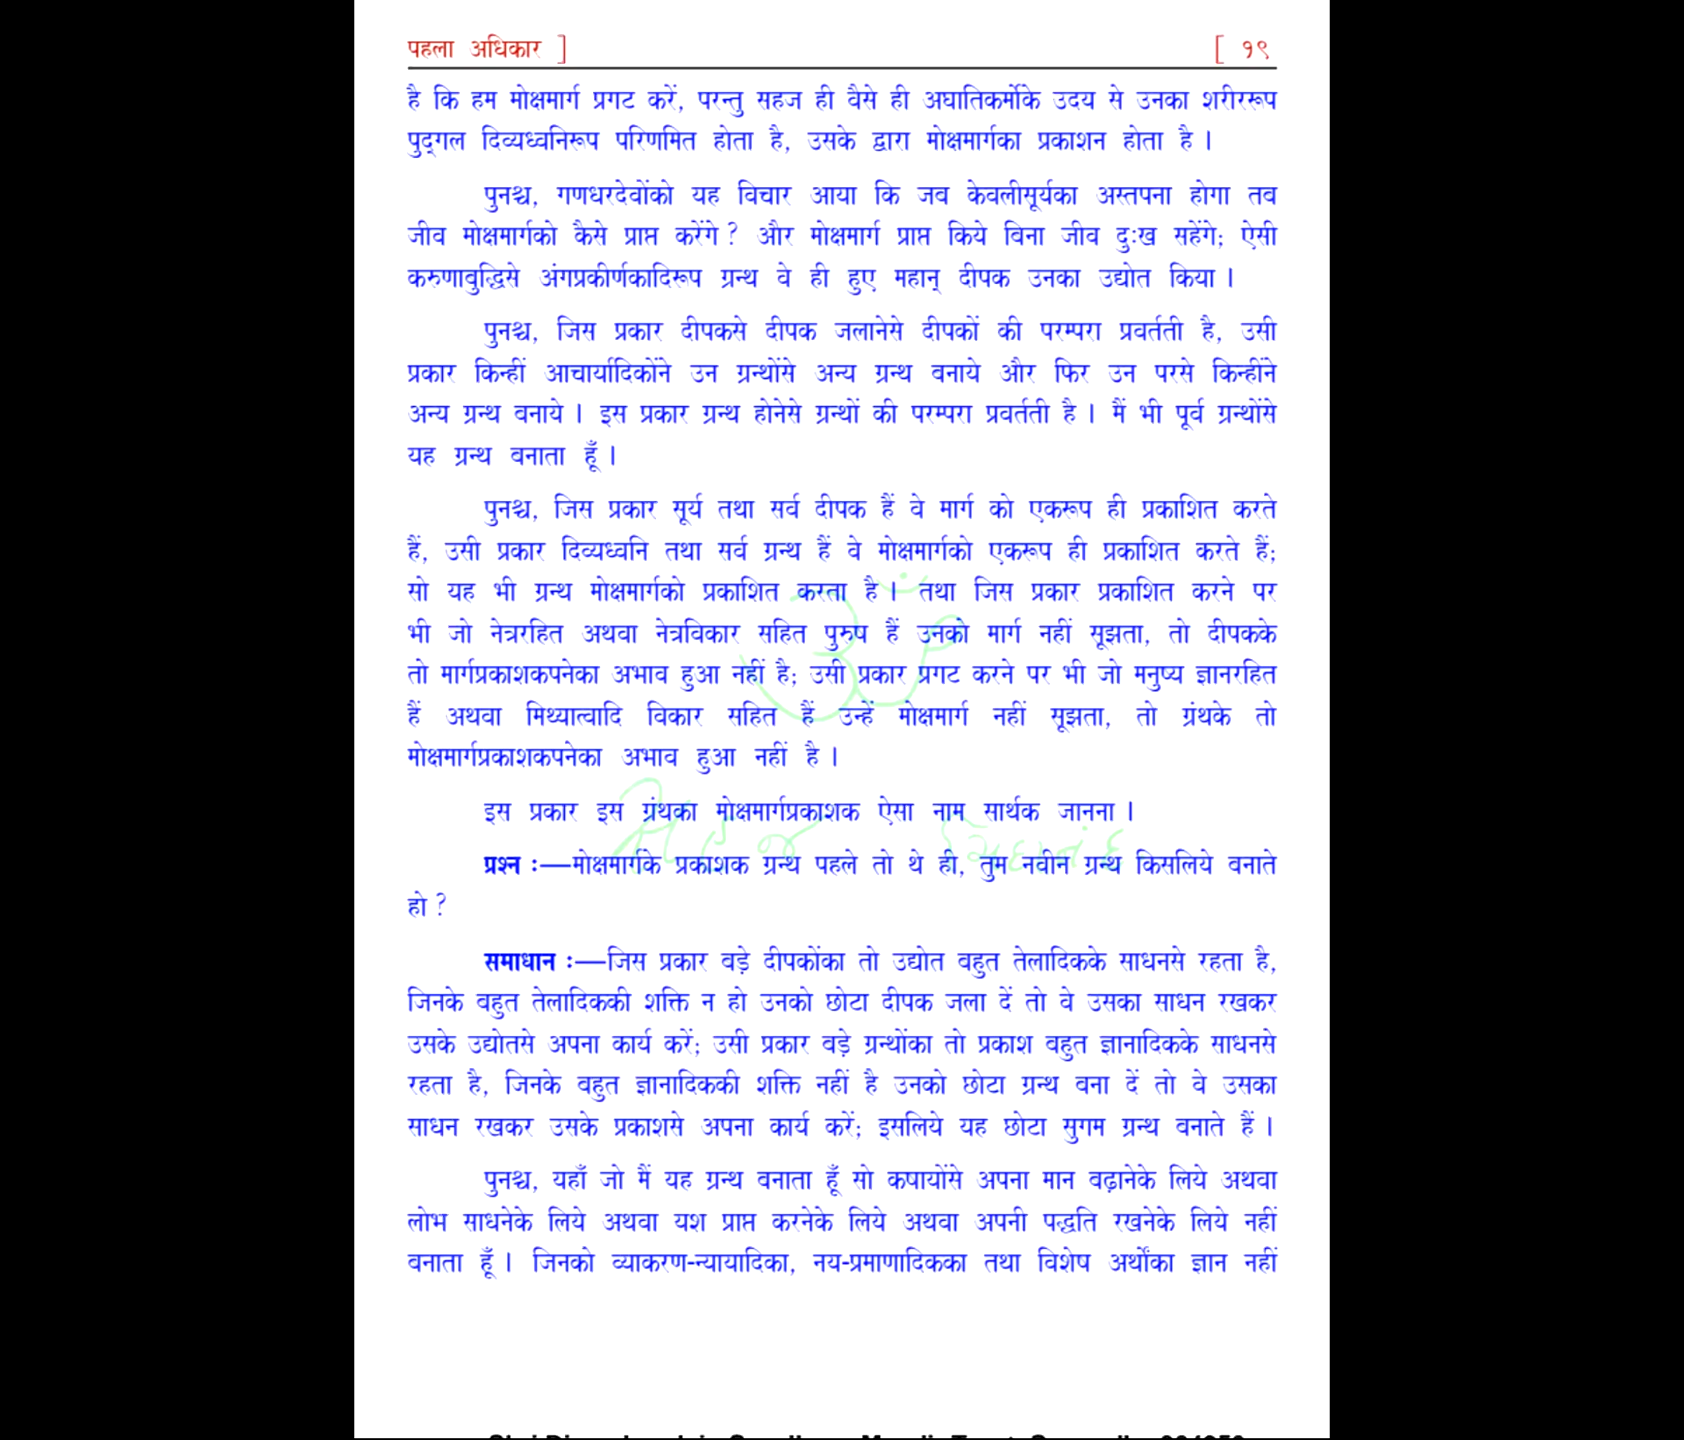 पहला अधिकार ] [ १९
है कि हम मोक्षमार्ग प्रगट करें, परन्तु सहज ही वैसे ही अघातिकर्मोंके उदय से उनका शरीररूप
पुद्गल दिव्यध्वनिरूप परिणमित होता है, उसके द्वारा मोक्षमार्गका प्रकाशन होता है ।
पुनश्च, गणधरदेवोंको यह विचार आया कि जब केवलीसूर्यका अस्तपना होगा तब
जीव मोक्षमार्गको कैसे प्राप्त करेंगे ? और मोक्षमार्ग प्राप्त किये बिना जीव दुःख सहेंगे; ऐसी
करुणाबुद्धिसे अंगप्रकीर्णकादिरूप ग्रन्थ वे ही हुए महान् दीपक उनका उद्योत किया ।
पुनश्च, जिस प्रकार दीपकसे दीपक जलानेसे दीपकों की परम्परा प्रवर्तती है, उसी
प्रकार किन्हीं आचार्यादिकोंने उन ग्रन्थोंसे अन्य ग्रन्थ बनाये और फिर उन परसे किन्हींने
अन्य ग्रन्थ बनाये । इस प्रकार ग्रन्थ होनेसे ग्रन्थों की परम्परा प्रवर्तती है । मैं भी पूर्व ग्रन्थोंसे
यह ग्रन्थ बनाता हूँ ।
पुनश्च, जिस प्रकार सूर्य तथा सर्व दीपक हैं वे मार्ग को एकरूप ही प्रकाशित करते
हैं, उसी प्रकार दिव्यध्वनि तथा सर्व ग्रन्थ हैं वे मोक्षमार्गको एकरूप ही प्रकाशित करते हैं;
सो यह भी ग्रन्थ मोक्षमार्गको प्रकाशित करता है । तथा जिस प्रकार प्रकाशित करने पर
भी जो नेत्ररहित अथवा नेत्रविकार सहित पुरुष हैं उनको मार्ग नहीं सूझता, तो दीपकके
तो मार्गप्रकाशकपनेका अभाव हुआ नहीं है; उसी प्रकार प्रगट करने पर भी जो मनुष्य ज्ञानरहित
हैं अथवा मिथ्यात्वादि विकार सहित हैं उन्हें मोक्षमार्ग नहीं सूझता, तो ग्रंथके तो
मोक्षमार्गप्रकाशकपनेका अभाव हुआ नहीं है ।
ॐ
इस प्रकार इस ग्रंथका मोक्षमार्गप्रकाशक ऐसा नाम सार्थक जानना ।
સહજ ચિદાનંદ
प्रश्न :—मोक्षमार्गके प्रकाशक ग्रन्थ पहले तो थे ही, तुम नवीन ग्रन्थ किसलिये बनाते
हो ?
समाधान :—जिस प्रकार बड़े दीपकोंका तो उद्योत बहुत तेलादिकके साधनसे रहता है,
जिनके बहुत तेलादिककी शक्ति न हो उनको छोटा दीपक जला दें तो वे उसका साधन रखकर
उसके उद्योतसे अपना कार्य करें; उसी प्रकार बड़े ग्रन्थोंका तो प्रकाश बहुत ज्ञानादिकके साधनसे
रहता है, जिनके बहुत ज्ञानादिककी शक्ति नहीं है उनको छोटा ग्रन्थ बना दें तो वे उसका
साधन रखकर उसके प्रकाशसे अपना कार्य करें; इसलिये यह छोटा सुगम ग्रन्थ बनाते हैं ।
पुनश्च, यहाँ जो मैं यह ग्रन्थ बनाता हूँ सो कषायोंसे अपना मान बढ़ानेके लिये अथवा
लोभ साधनेके लिये अथवा यश प्राप्त करनेके लिये अथवा अपनी पद्धति रखनेके लिये नहीं
बनाता हूँ । जिनको व्याकरण-न्यायादिका, नय-प्रमाणादिकका तथा विशेष अर्थोंका ज्ञान नहीं